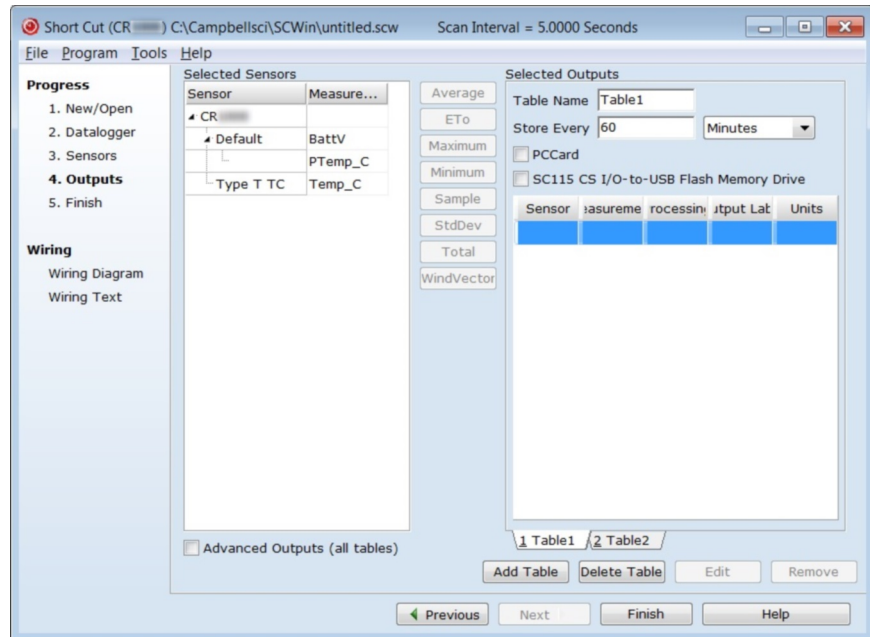 Short Cut (CR ) C:\Campbellsci\SCWin\untitled.scw Scan Interval = 5.0000 Seconds
File Program Tools Help
Progress
1. New/Open
2. Datalogger
3. Sensors
4. Outputs
5. Finish
Wiring
Wiring Diagram
Wiring Text
Selected Sensors
Sensor Measure...
CR
Default BattV
PTemp_C
Type T TC Temp_C
Advanced Outputs (all tables)
Average
ETo
Maximum
Minimum
Sample
StdDev
Total
WindVector
Selected Outputs
Table Name Table1
Store Every 60 Minutes
PCCard
SC115 CS I/O-to-USB Flash Memory Drive
Sensor easureme rocessing utput Lab Units
1 Table1 2 Table2
Add Table Delete Table Edit Remove
Previous Next Finish Help